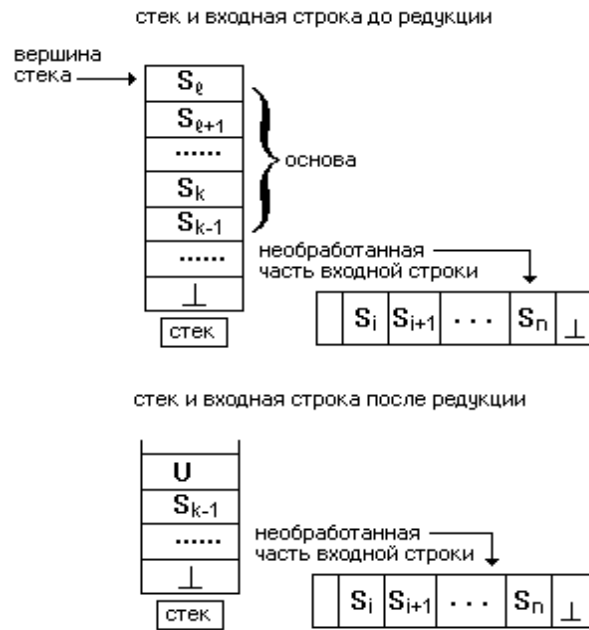 стек и входная строка до редукции
вершина
стека
Sℓ
Sℓ+1
......
Sk
Sk-1
......
⊥
основа
стек
необработанная
часть входной строки
Si Si+1 . . . Sn ⊥
стек и входная строка после редукции
U
Sk-1
......
⊥
стек
необработанная
часть входной строки
Si Si+1 . . . Sn ⊥